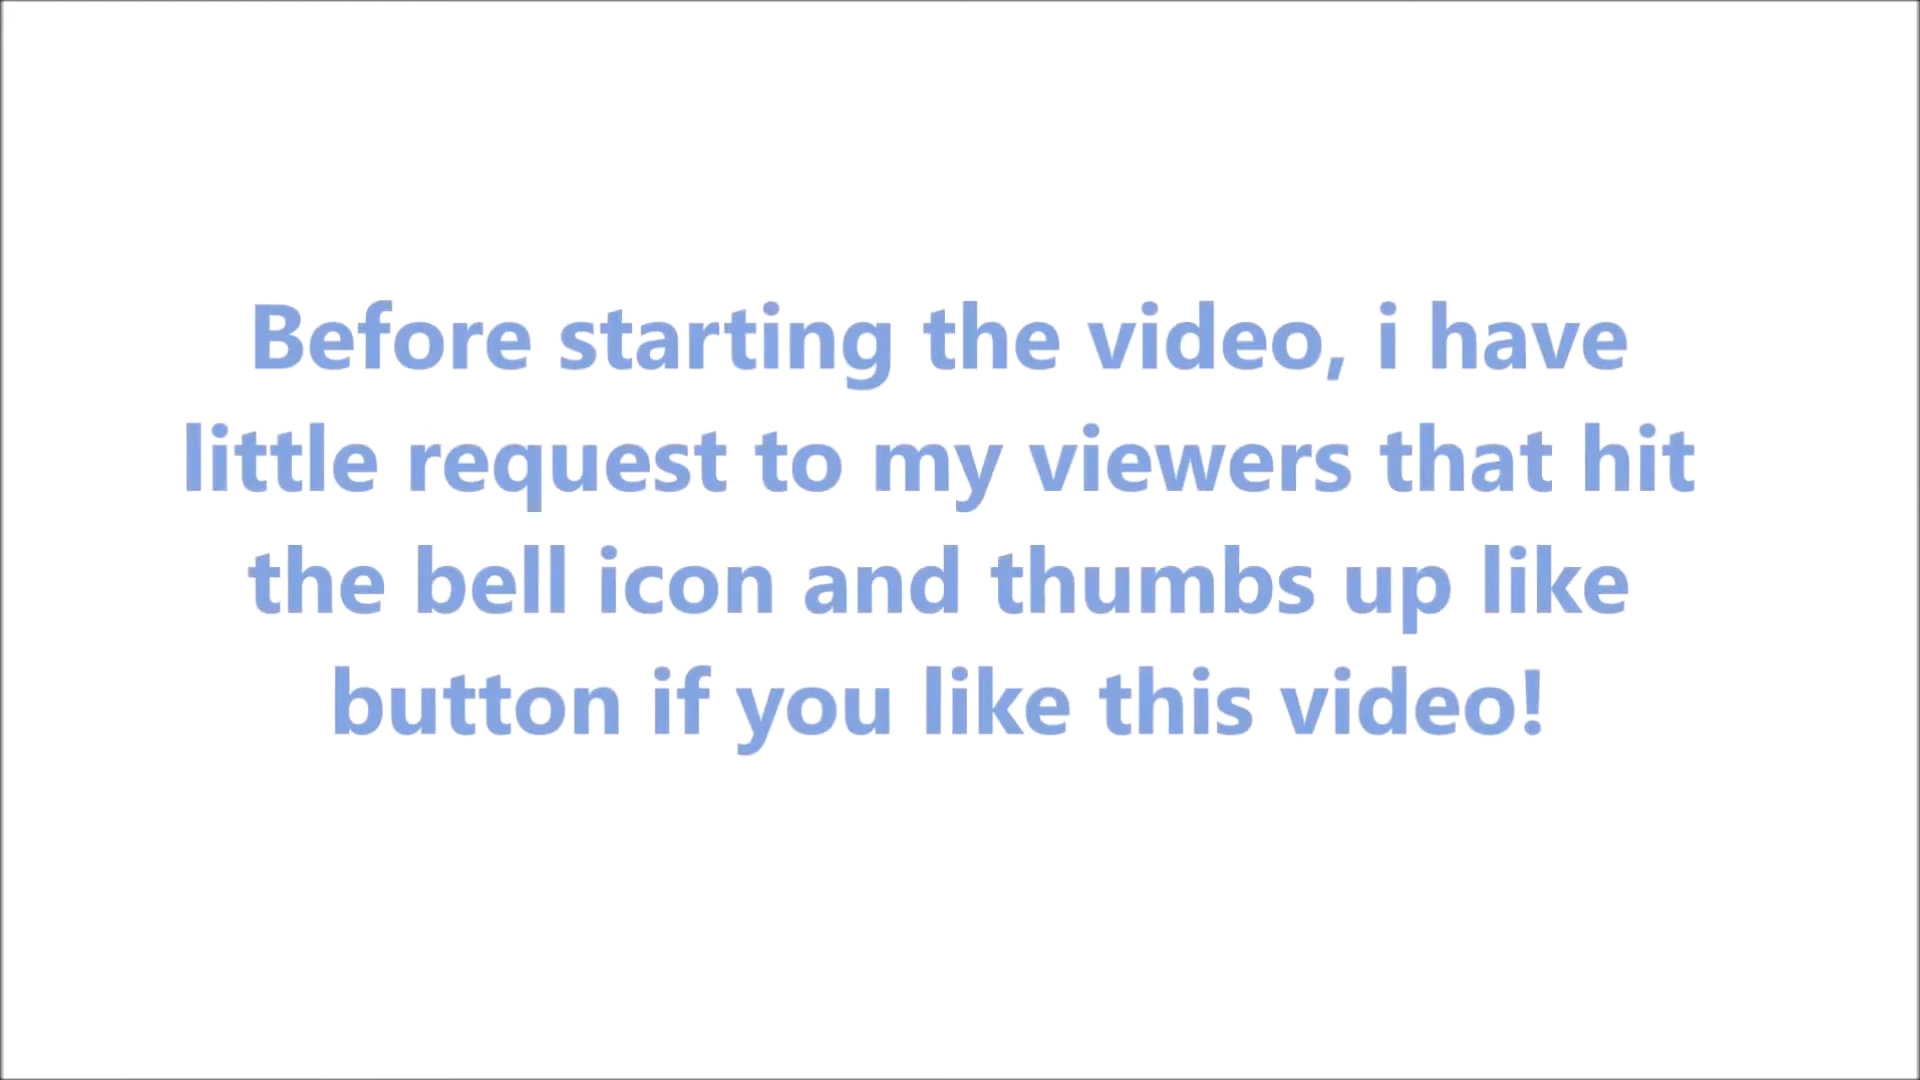 Before starting the video, i have
little request to my viewers that hit
the bell icon and thumbs up like
button if you like this video!